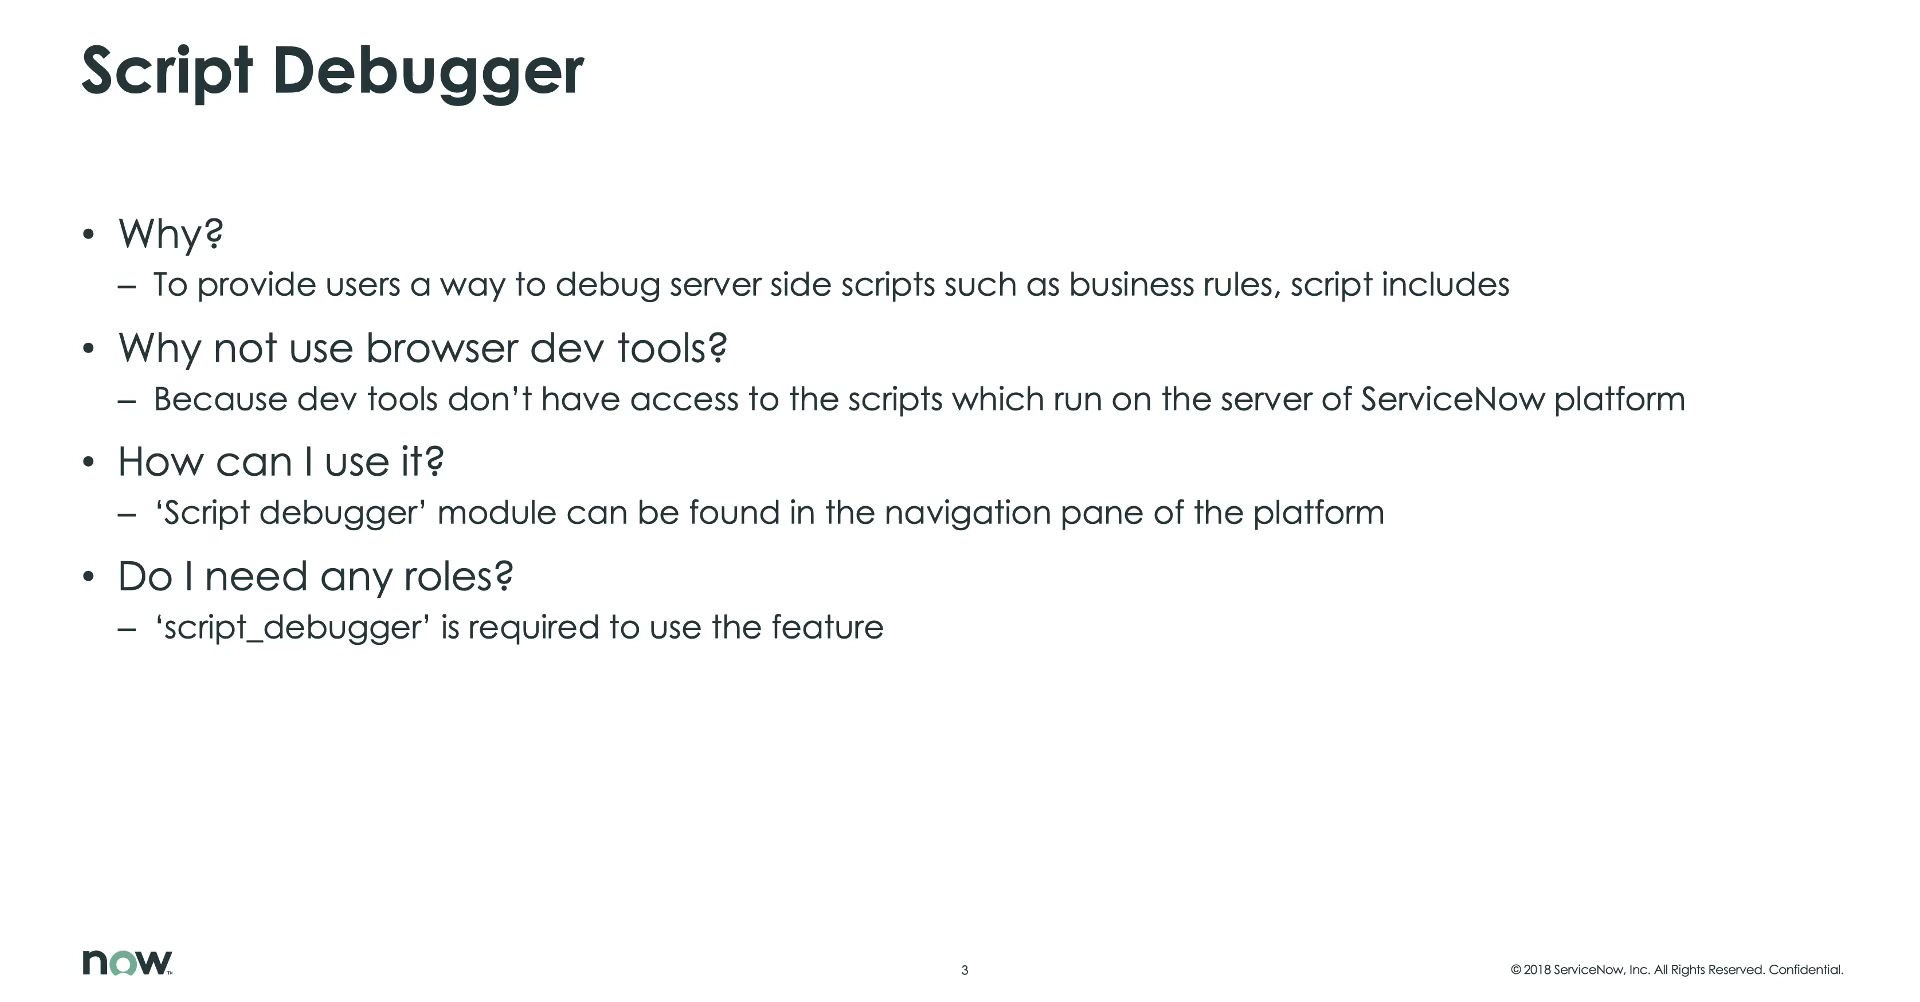 Script Debugger
• Why?
– To provide users a way to debug server side scripts such as business rules, script includes
• Why not use browser dev tools?
– Because dev tools don’t have access to the scripts which run on the server of ServiceNow platform
• How can I use it?
– ‘Script debugger’ module can be found in the navigation pane of the platform
• Do I need any roles?
– ‘script_debugger’ is required to use the feature
now™
3
© 2018 ServiceNow, Inc. All Rights Reserved. Confidential.